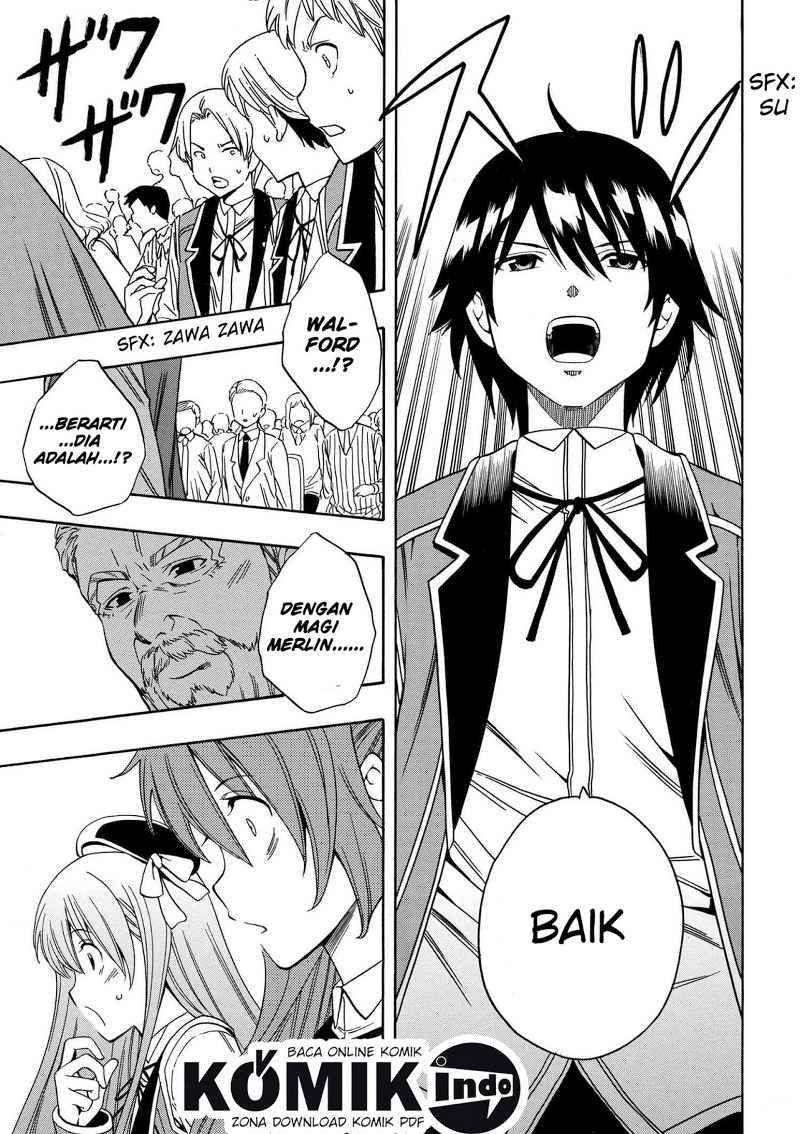 SFX:
SU
ス"
BAIK
ザワ
ザワ
SFX: ZAWA ZAWA
WAL-
FORD
...!?
...BERARTI
...DIA
ADALAH...!?
DENGAN
MAGI
MERLIN......
BACA ONLINE KOMIK
KOMIK indo
ZONA DOWNLOAD KOMIK PDF